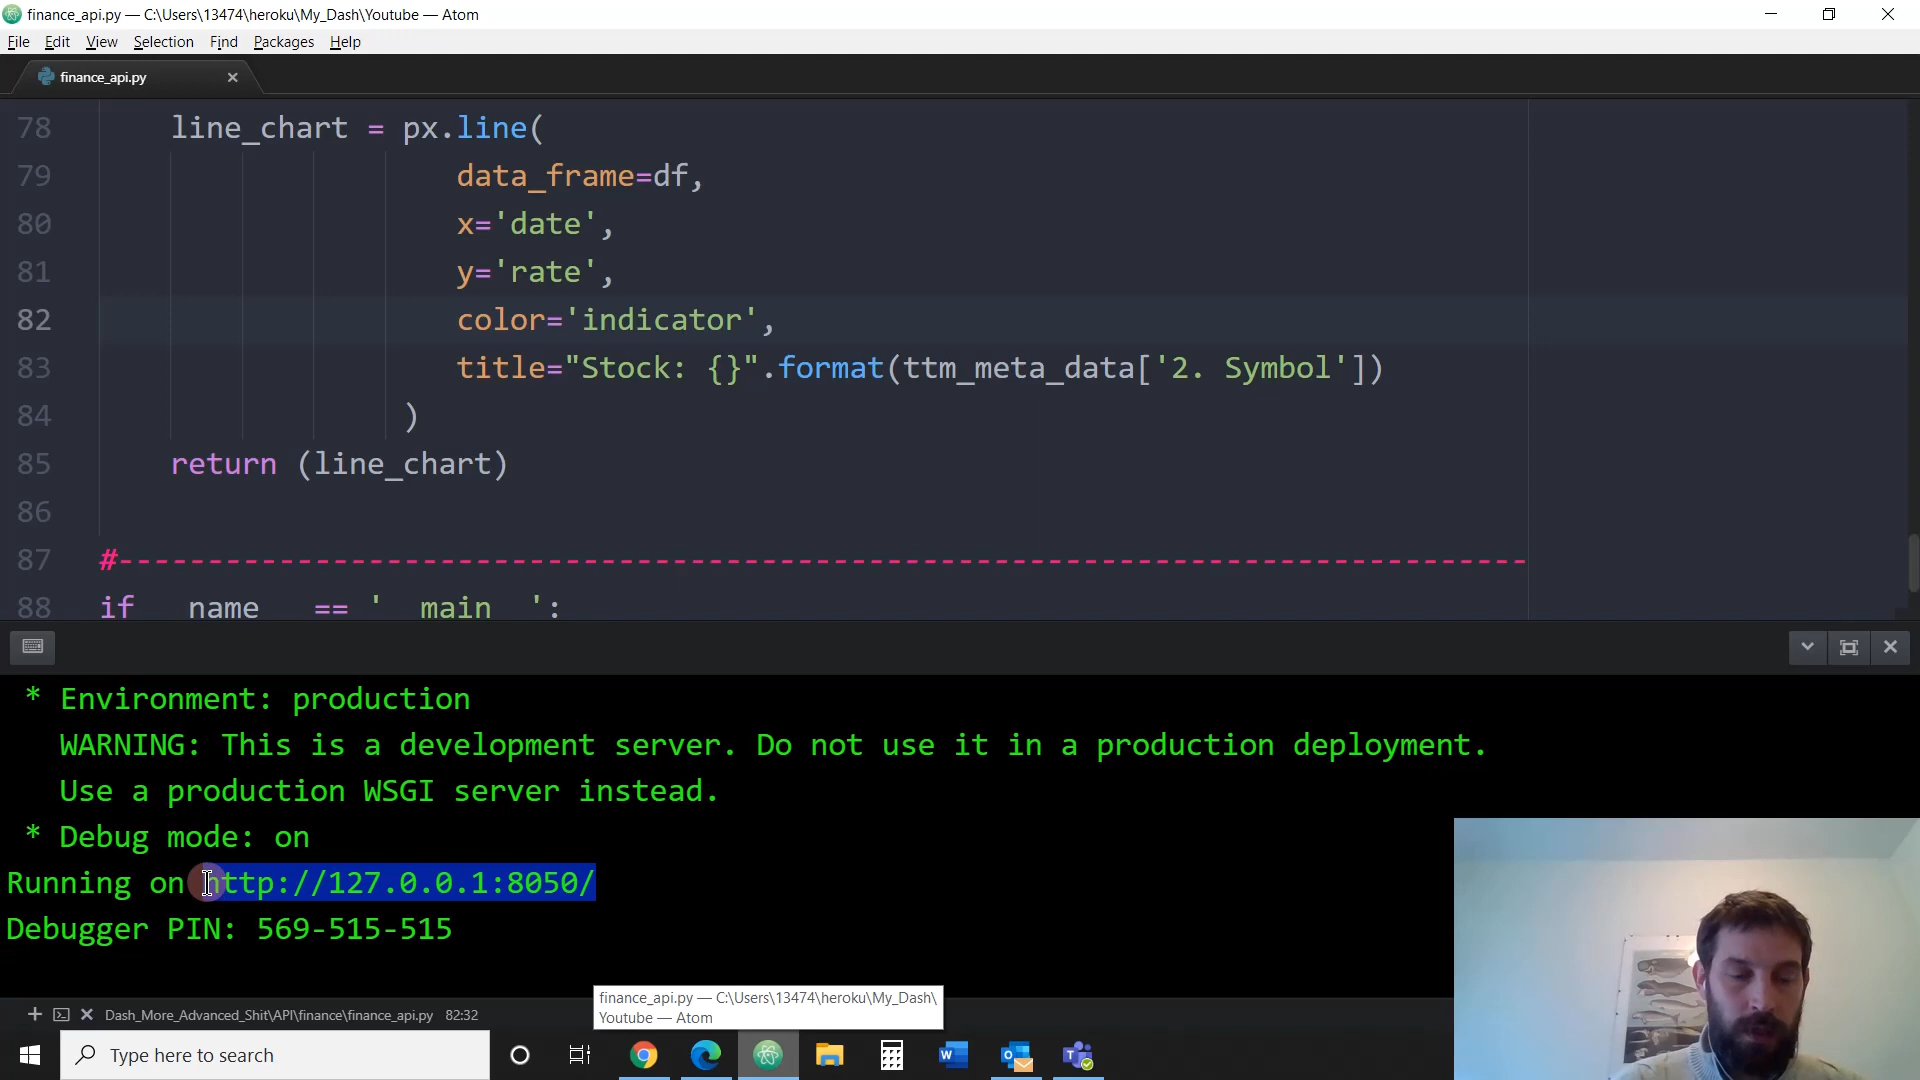 finance_api.py — C:\Users\13474\heroku\My_Dash\Youtube — Atom
File Edit View Selection Find Packages Help
finance_api.py
78 line_chart = px.line(
79 data_frame=df,
80 x='date',
81 y='rate',
82 color='indicator',
83 title="Stock: {}".format(ttm_meta_data['2. Symbol'])
84 )
85 return (line_chart)
86
87 #-------------------------------------------------------------------------------
88 if __name__ == '__main__':
* Environment: production
WARNING: This is a development server. Do not use it in a production deployment.
Use a production WSGI server instead.
* Debug mode: on
Running on http://127.0.0.1:8050/
Debugger PIN: 569-515-515
finance_api.py — C:\Users\13474\heroku\My_Dash\
Youtube — Atom
Dash_More_Advanced_Shit\API\finance\finance_api.py 82:32
Type here to search